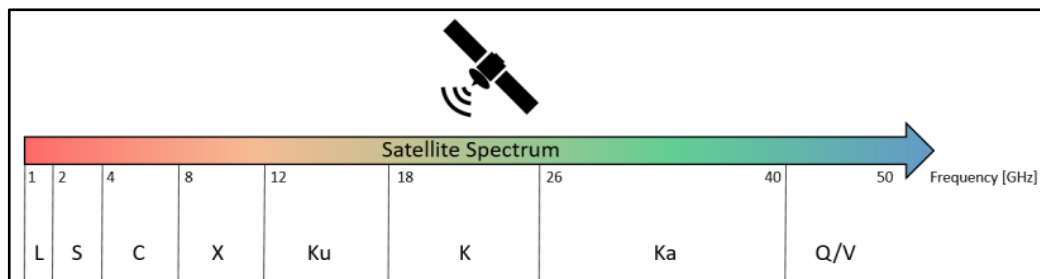 Satellite Spectrum
1 2 4 8 12 18 26 40 50 Frequency [GHz]
L S C X Ku K Ka Q/V